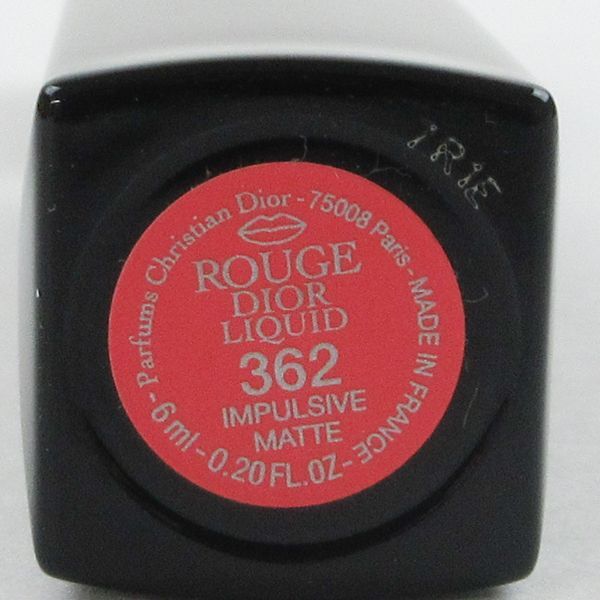 1R1E
Parfums Christian Dior - 75008 Paris - MADE IN FRANCE
ROUGE
DIOR
LIQUID
362
IMPULSIVE
MATTE
- 6 ml - 0.20 FL.OZ -